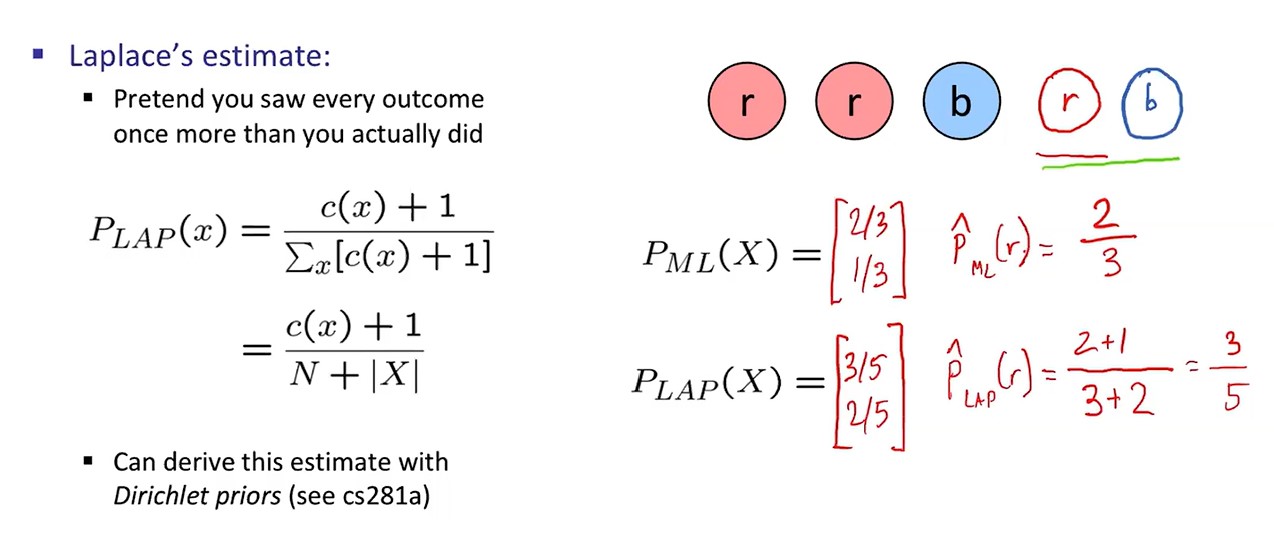 ▪ Laplace's estimate:
▪ Pretend you saw every outcome
once more than you actually did
P_{LAP}(x) = \frac{c(x) + 1}{\sum_x [c(x) + 1]}
= \frac{c(x) + 1}{N + |X|}
▪ Can derive this estimate with
Dirichlet priors (see cs281a)
r r b r b
P_{ML}(X) = \begin{bmatrix} 2/3 \\ 1/3 \end{bmatrix} \hat{P}_{ML}(r) = \frac{2}{3}
P_{LAP}(X) = \begin{bmatrix} 3/5 \\ 2/5 \end{bmatrix} \hat{P}_{LAP}(r) = \frac{2+1}{3+2} = \frac{3}{5}